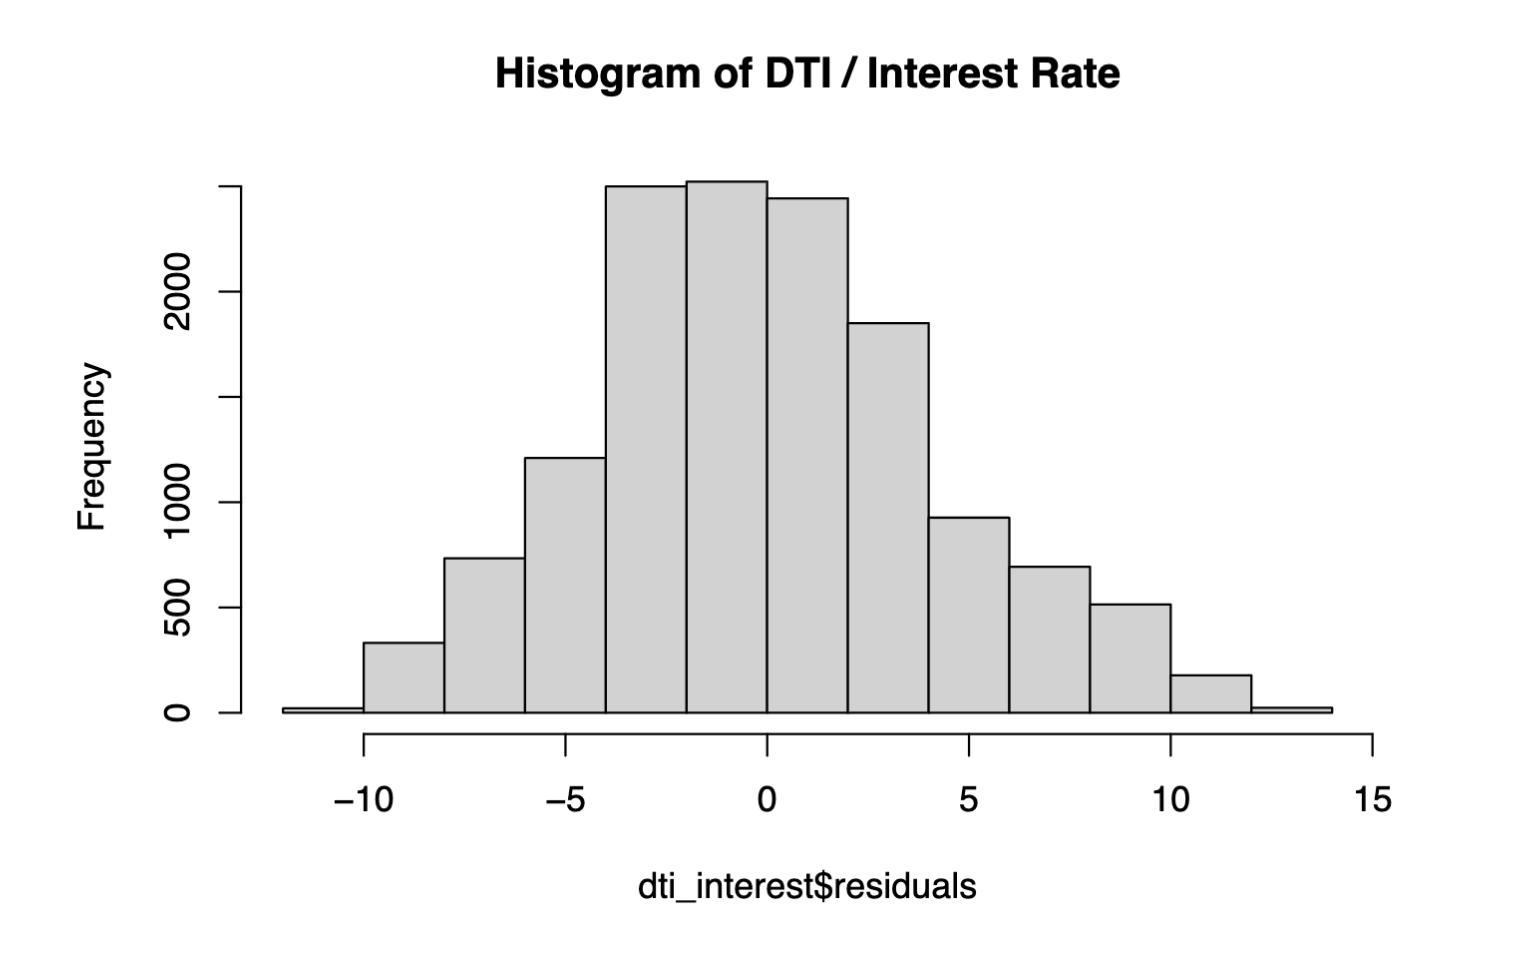 Histogram of DTI / Interest Rate
Frequency
2000
1000
500
0
−10 −5 0 5 10 15
dti_interest$residuals